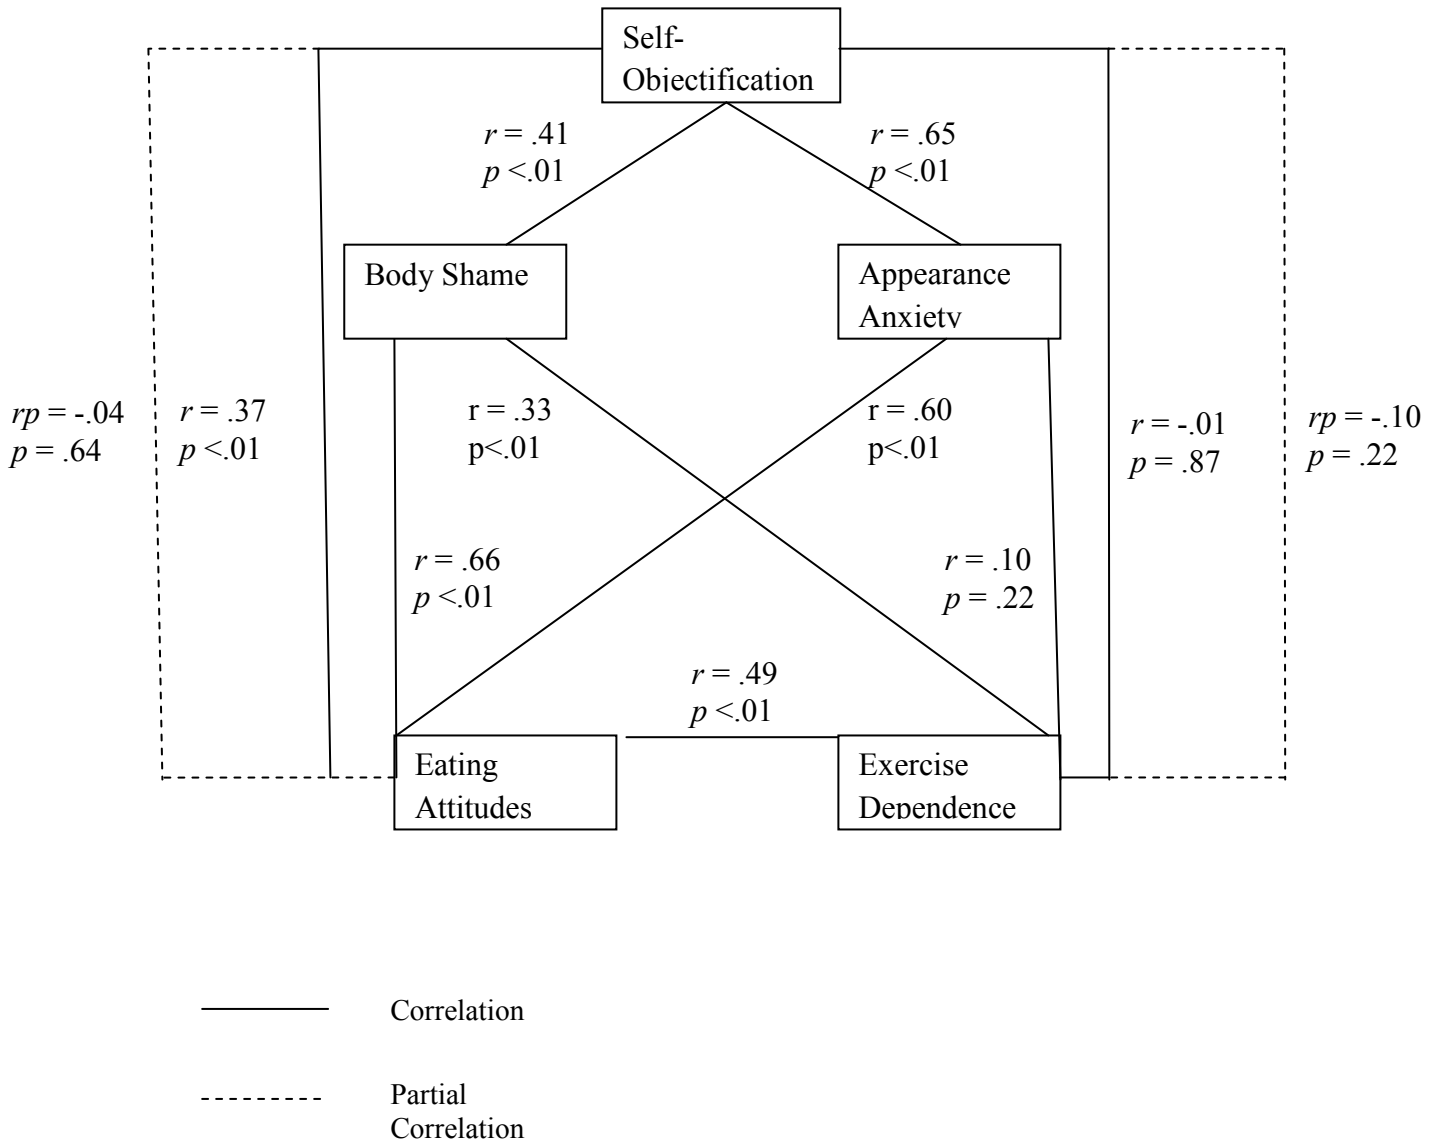 Self-
Objectification
r = .41
p <.01
r = .65
p <.01
Body Shame
Appearance
Anxiety
rp = -.04
p = .64
r = .37
p <.01
r = .33
p<.01
r = .60
p<.01
r = -.01
p = .87
rp = -.10
p = .22
r = .66
p <.01
r = .10
p = .22
r = .49
p <.01
Eating
Attitudes
Exercise
Dependence
Correlation
Partial
Correlation